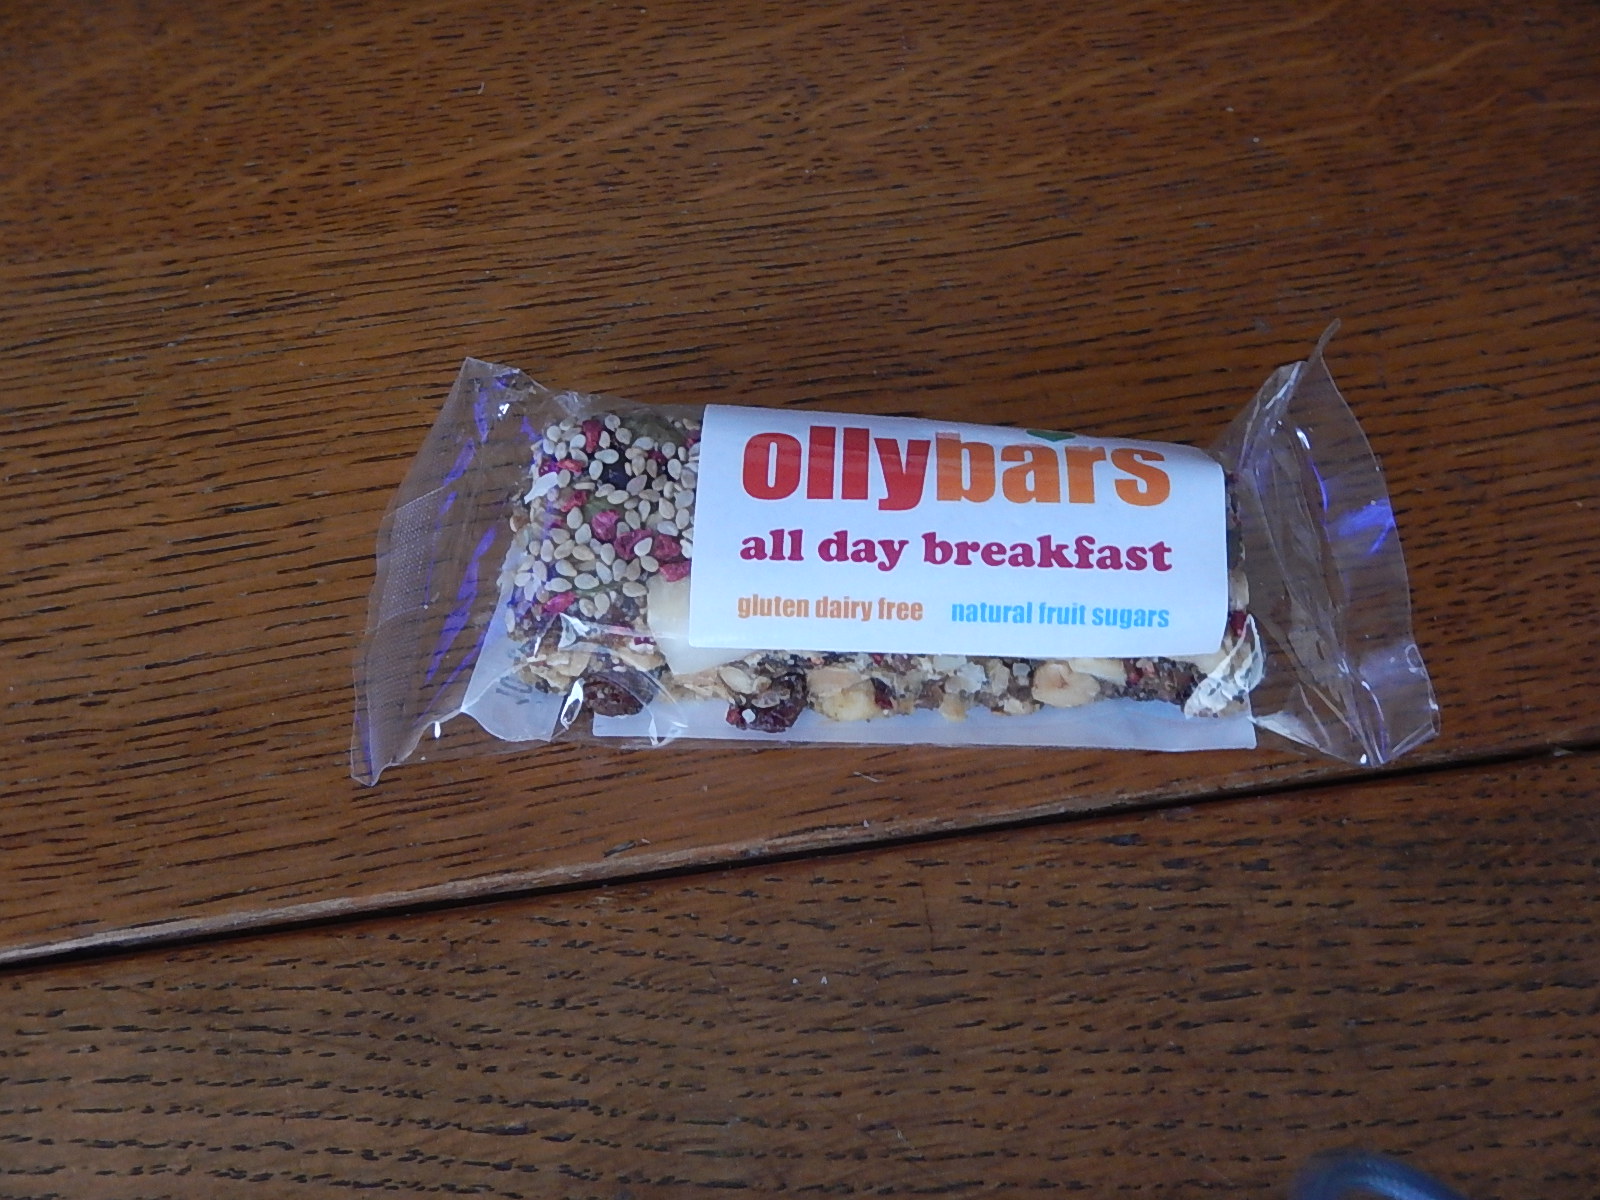 ollybars
all day breakfast
gluten dairy free natural fruit sugars